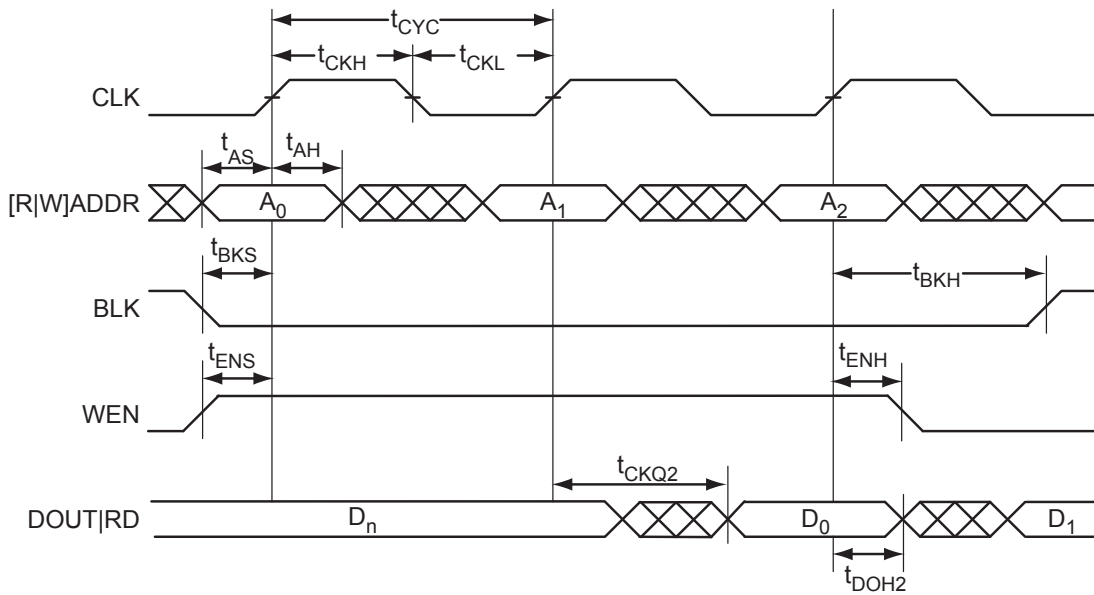 tCYC
tCKH
tCKL
CLK
tAS
tAH
[R|W]ADDR
A0
A1
A2
tBKS
tBKH
BLK
tENS
tENH
WEN
tCKQ2
DOUT|RD
Dn
D0
D1
tDOH2